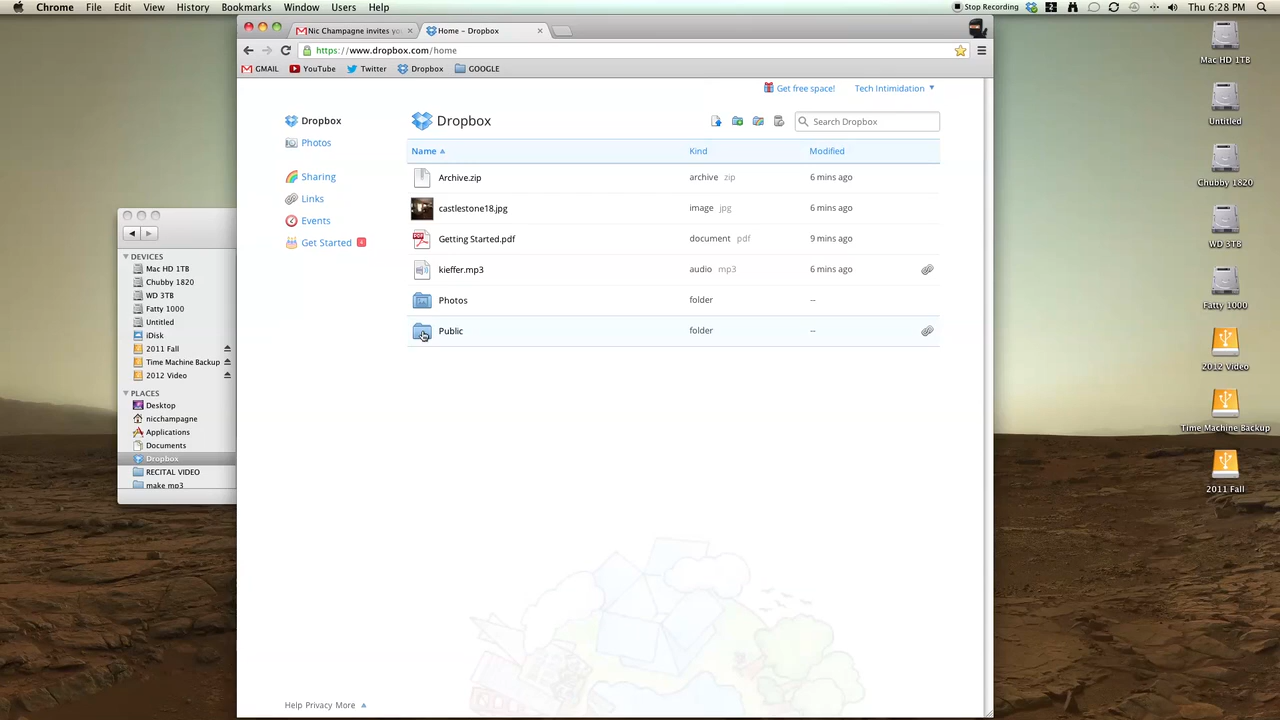 Chrome File Edit View History Bookmarks Window Users Help Stop Recording Thu 6:28 PM
Nic Champagne invites yo Home – Dropbox
https://www.dropbox.com/home
GMAIL YouTube Twitter Dropbox GOOGLE
Get free space! Tech Intimidation
Dropbox
Photos
Sharing
Links
Events
Get Started 4
Dropbox
Search Dropbox
Name Kind Modified
Archive.zip archive zip 6 mins ago
castlestone18.jpg image jpg 6 mins ago
Getting Started.pdf document pdf 9 mins ago
kieffer.mp3 audio mp3 6 mins ago
Photos folder --
Public folder --
Help Privacy More
DEVICES
Mac HD 1TB
Chubby 1820
WD 3TB
Fatty 1000
Untitled
iDisk
2011 Fall
Time Machine Backup
2012 Video
PLACES
Desktop
nicchampagne
Applications
Documents
Dropbox
RECITAL VIDEO
make mp3
Mac HD 1TB
Untitled
Chubby 1820
WD 3TB
Fatty 1000
2012 Video
Time Machine Backup
2011 Fall